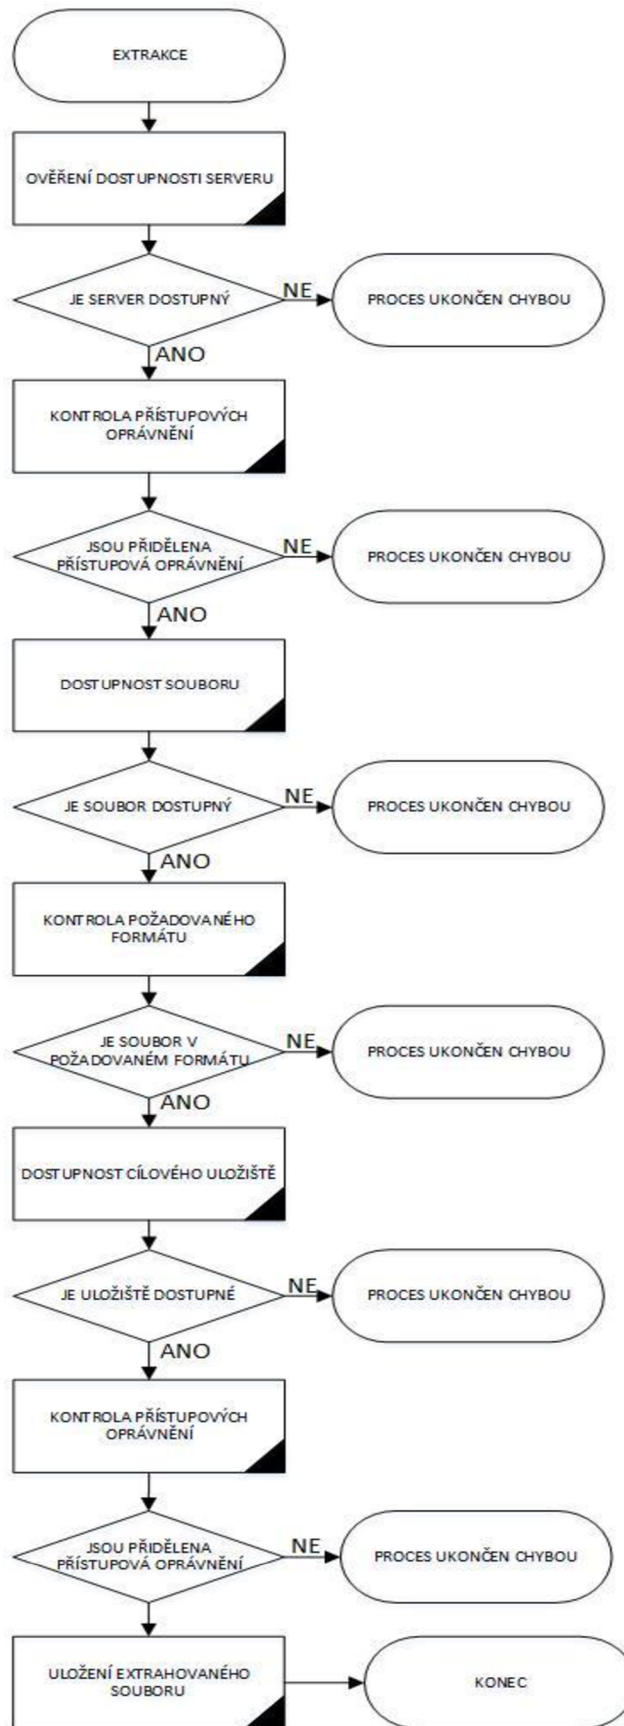 EXTRAKCE
OVĚŘENÍ DOSTUPNOSTI SERVERU
JE SERVER DOSTUPNÝ
NE
PROCES UKONČEN CHYBOU
ANO
KONTROLA PŘÍSTUPOVÝCH
OPRÁVNĚNÍ
JSOU PŘIDĚLENA
PŘÍSTUPOVÁ OPRÁVNĚNÍ
NE
PROCES UKONČEN CHYBOU
ANO
DOSTUPNOST SOUBORU
JE SOUBOR DOSTUPNÝ
NE
PROCES UKONČEN CHYBOU
ANO
KONTROLA POŽADOVANÉHO
FORMÁTU
JE SOUBOR V
POŽADOVANÉM FORMÁTU
NE
PROCES UKONČEN CHYBOU
ANO
DOSTUPNOST CÍLOVÉHO ULOŽIŠTĚ
JE ULOŽIŠTĚ DOSTUPNÉ
NE
PROCES UKONČEN CHYBOU
ANO
KONTROLA PŘÍSTUPOVÝCH
OPRÁVNĚNÍ
JSOU PŘIDĚLENA
PŘÍSTUPOVÁ OPRÁVNĚNÍ
NE
PROCES UKONČEN CHYBOU
ULOŽENÍ EXTRAHOVANÉHO
SOUBORU
KONEC